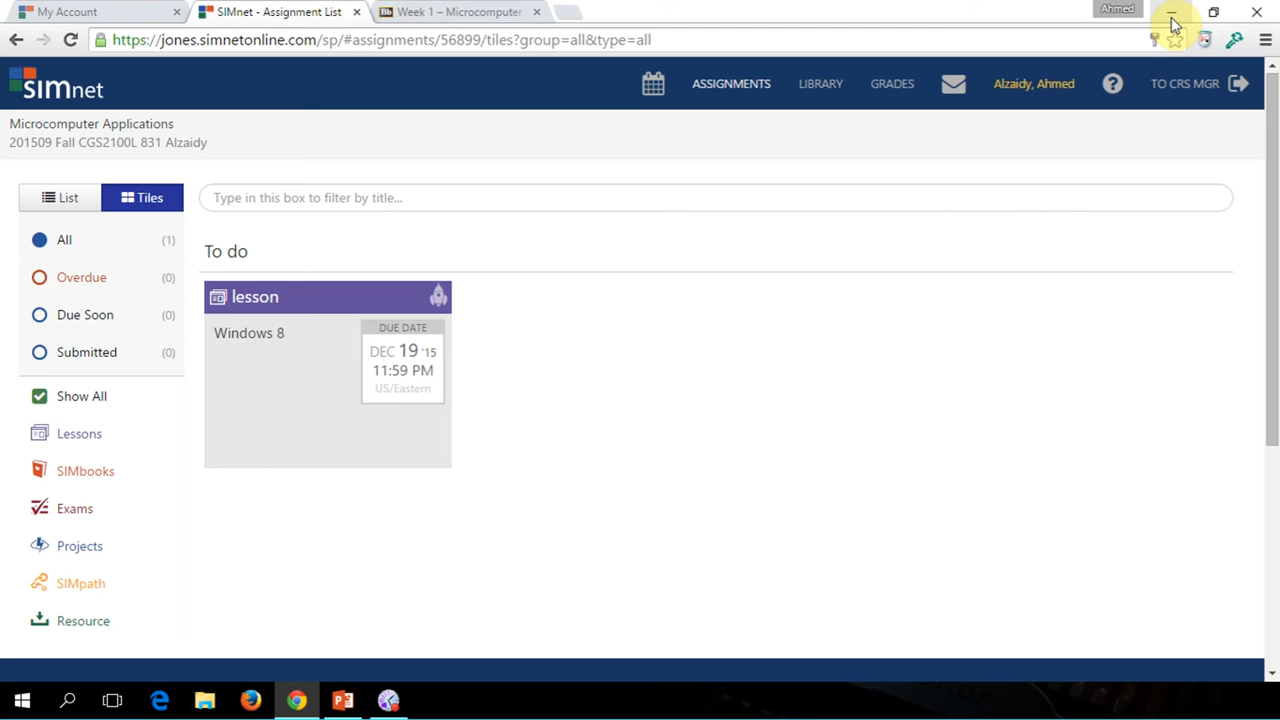 My Account
SIMnet - Assignment List
Bb Week 1 – Microcomputer
Ahmed
https://jones.simnetonline.com/sp/#assignments/56899/tiles?group=all&type=all
SIMnet
ASSIGNMENTS
LIBRARY
GRADES
Alzaidy, Ahmed
?
TO CRS MGR
Microcomputer Applications
201509 Fall CGS2100L 831 Alzaidy
List
Tiles
Type in this box to filter by title...
All (1)
Overdue (0)
Due Soon (0)
Submitted (0)
Show All
Lessons
SIMbooks
Exams
Projects
SIMpath
Resource
To do
lesson
Windows 8
DUE DATE
DEC 19 '15
11:59 PM
US/Eastern